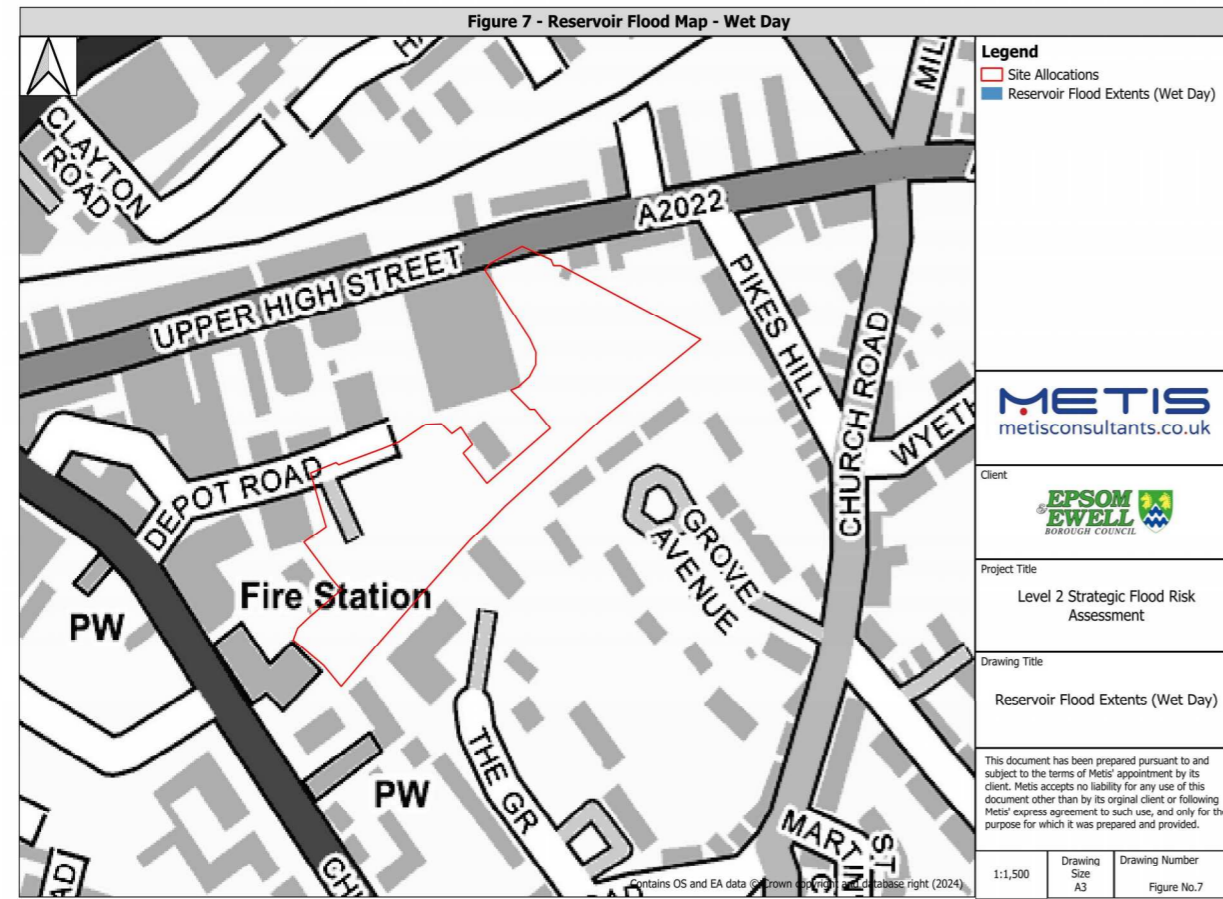 Figure 7 - Reservoir Flood Map - Wet Day
CLAYTON
ROAD
MIL
A2022
UPPER HIGH STREET
PIKES HILL
CHURCH ROAD
WYETH
DEPOT ROAD
GROVE
AVENUE
Fire Station
PW
THE GR
PW
MART
ST
CH
Contains OS and EA data © Crown copyright and database right (2024)
Legend
Site Allocations
Reservoir Flood Extents (Wet Day)
METIS
metisconsultants.co.uk
Client
EPSOM
& EWELL
BOROUGH COUNCIL
Project Title
Level 2 Strategic Flood Risk
Assessment
Drawing Title
Reservoir Flood Extents (Wet Day)
This document has been prepared pursuant to and
subject to the terms of Metis' appointment by its
client. Metis accepts no liability for any use of this
document other than by its orginal client or following
Metis' express agreement to such use, and only for the
purpose for which it was prepared and provided.
1:1,500
Drawing
Size
A3
Drawing Number
Figure No.7